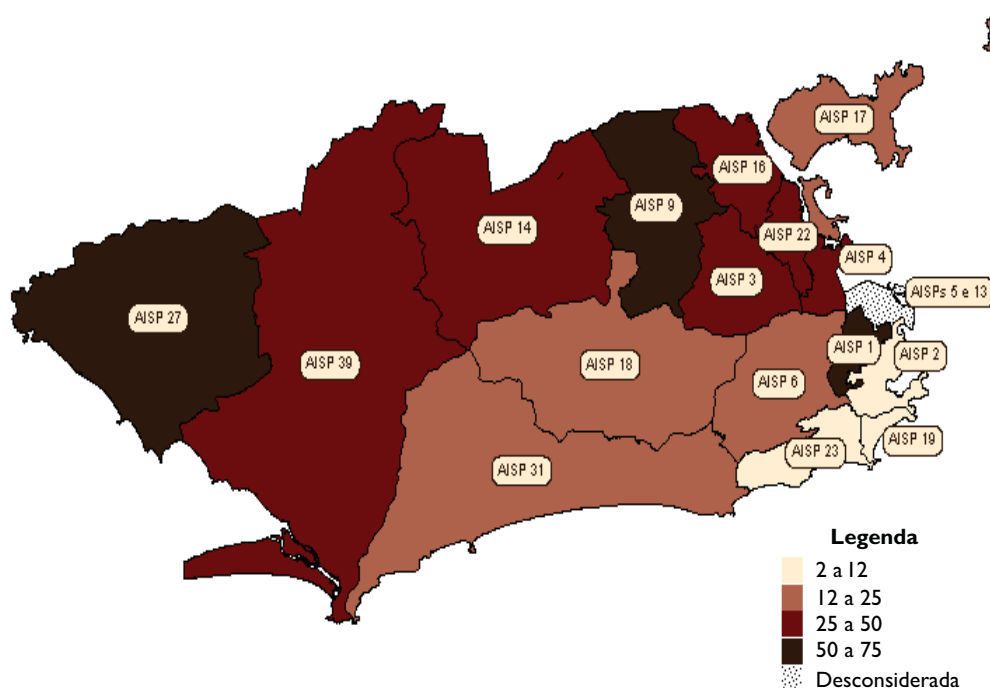 AISP 17
AISP 16
AISP 9
AISP 14
AISP 22
AISP 4
AISP 3
AISPs 5 e 13
AISP 27
AISP 1
AISP 2
AISP 39
AISP 18
AISP 6
AISP 19
AISP 23
AISP 31
Legenda
2 a 12
12 a 25
25 a 50
50 a 75
Desconsiderada